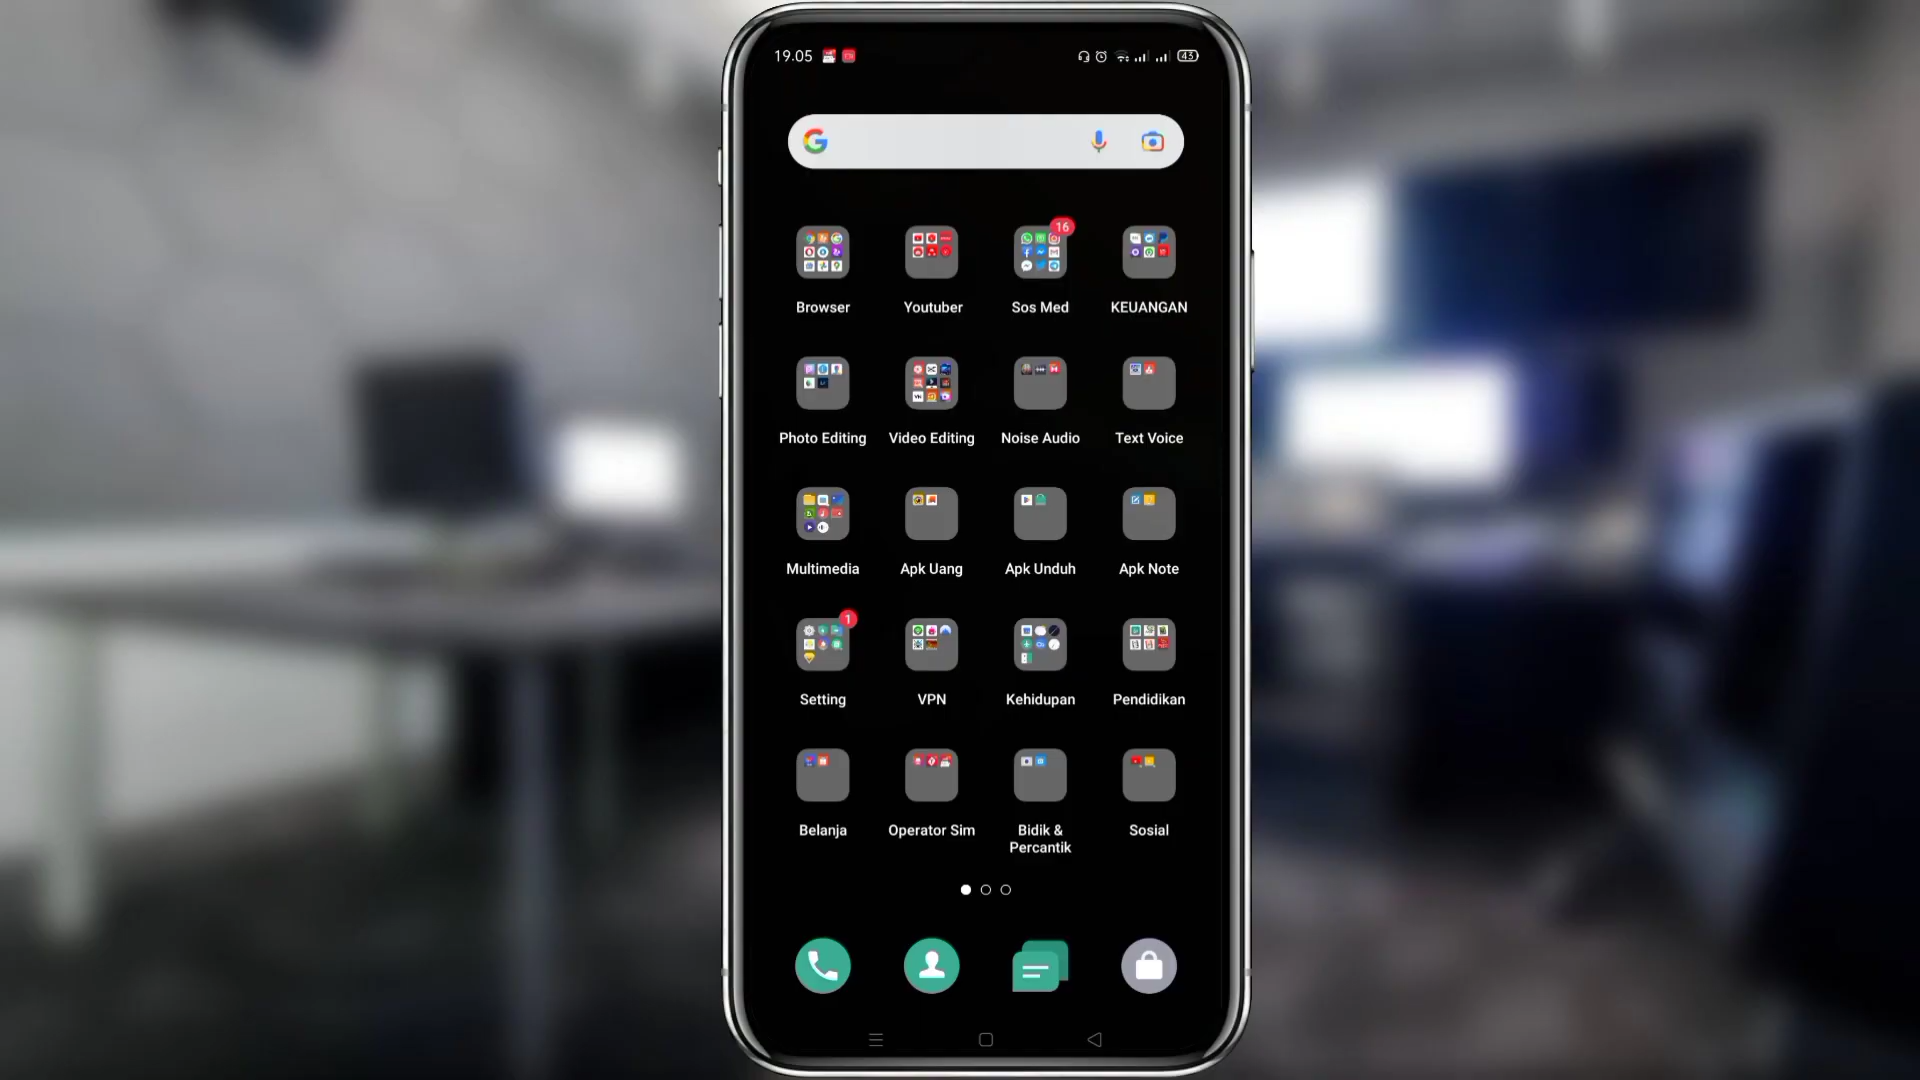 19.05
43
16
Browser
Youtuber
Sos Med
KEUANGAN
Photo Editing
Video Editing
Noise Audio
Text Voice
Multimedia
Apk Uang
Apk Unduh
Apk Note
1
Setting
VPN
Kehidupan
Pendidikan
Belanja
Operator Sim
Bidik &
Percantik
Sosial